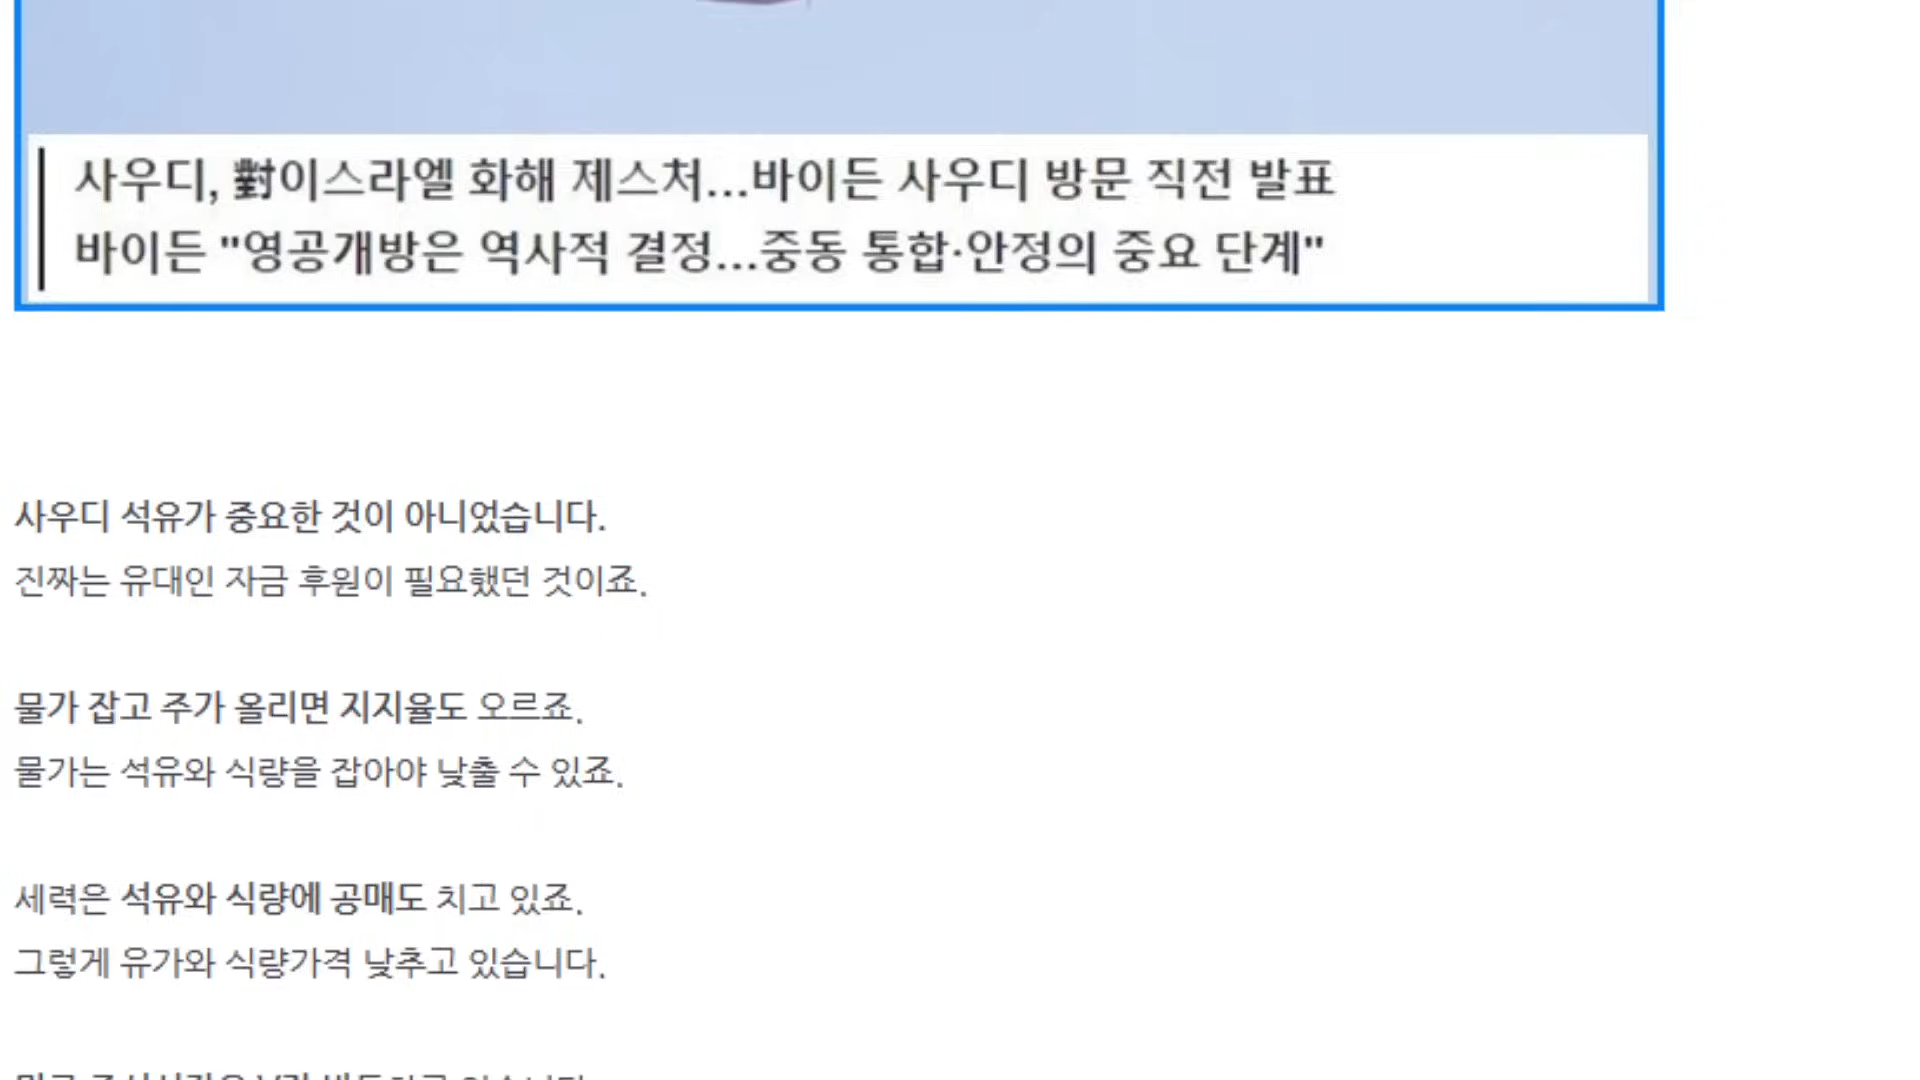 사우디, 對이스라엘 화해 제스처...바이든 사우디 방문 직전 발표
바이든 "영공개방은 역사적 결정...중동 통합·안정의 중요 단계"
사우디 석유가 중요한 것이 아니었습니다.
진짜는 유대인 자금 후원이 필요했던 것이죠.
물가 잡고 주가 올리면 지지율도 오르죠.
물가는 석유와 식량을 잡아야 낮출 수 있죠.
세력은 석유와 식량에 공매도 치고 있죠.
그렇게 유가와 식량가격 낮추고 있습니다.